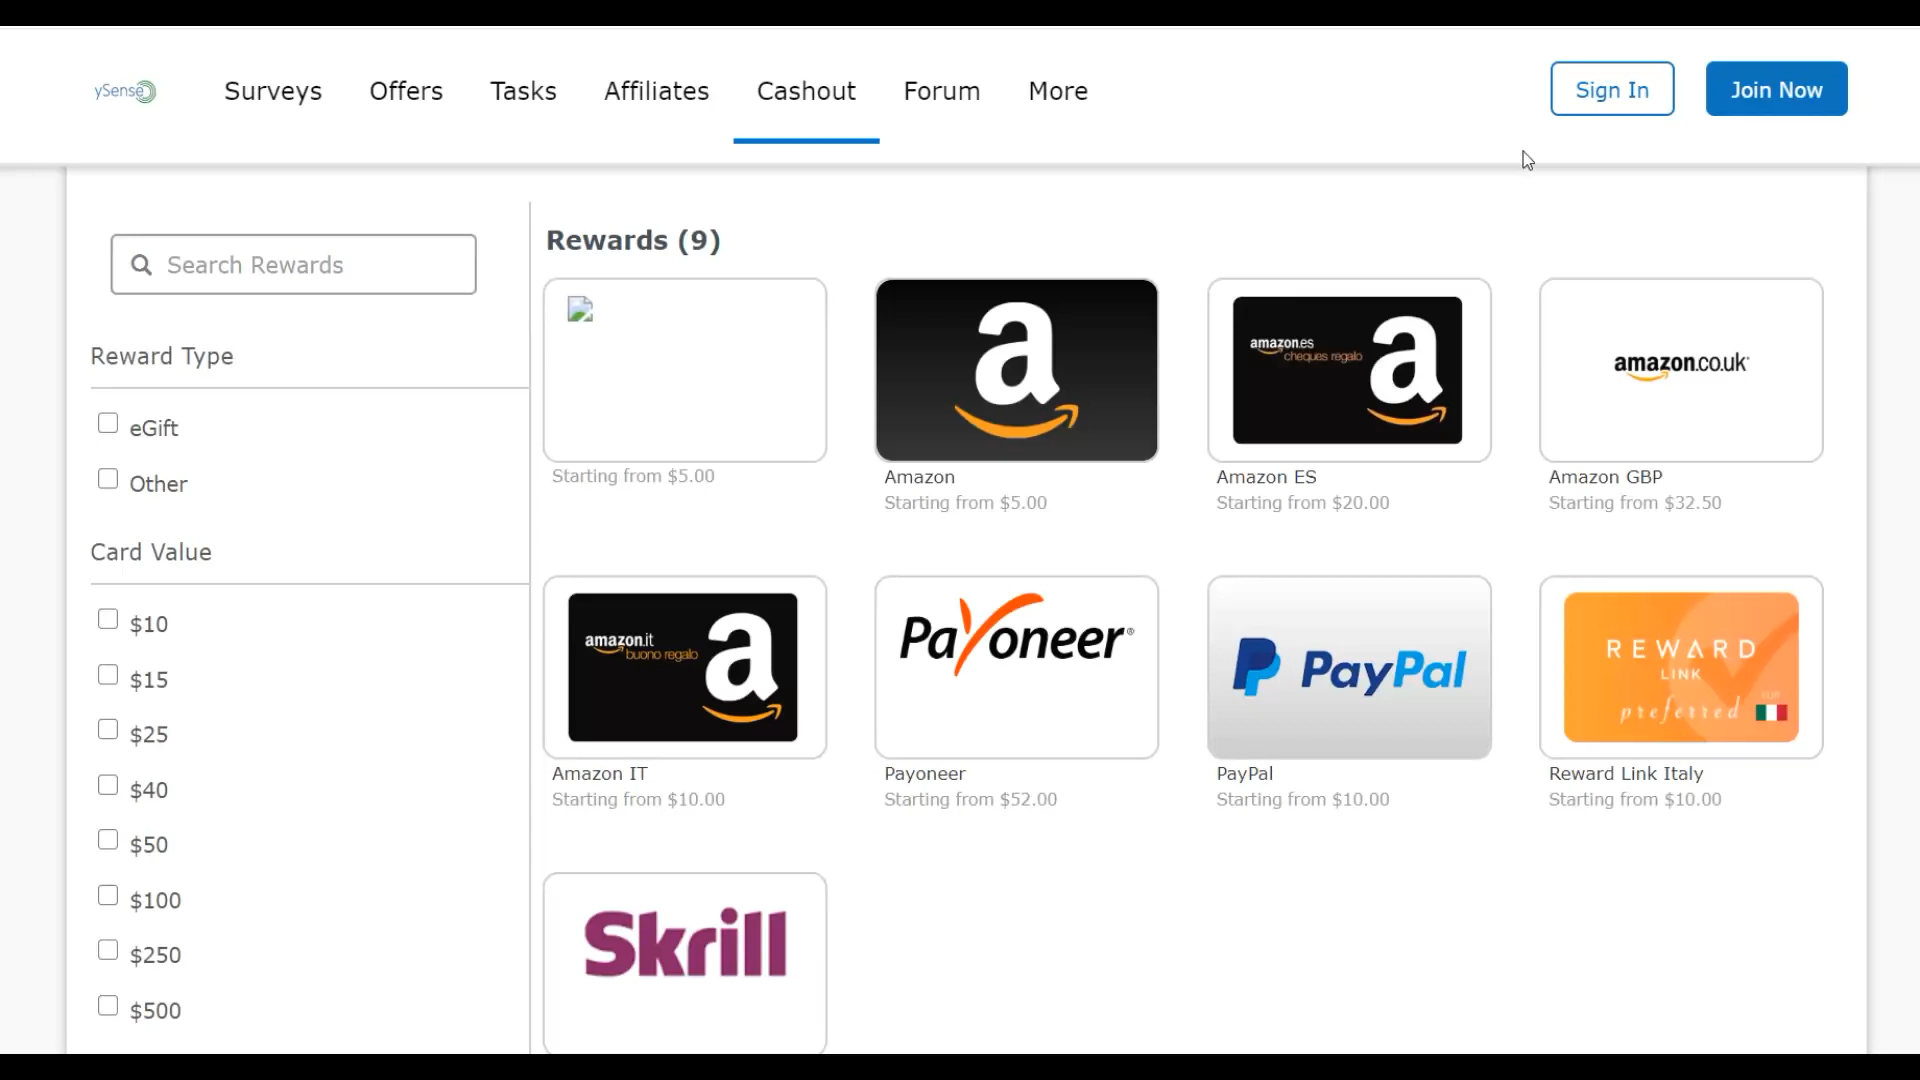 ySense
Surveys
Offers
Tasks
Affiliates
Cashout
Forum
More
Sign In
Join Now
Search Rewards
Reward Type
eGift
Other
Card Value
$10
$15
$25
$40
$50
$100
$250
$500
Rewards (9)
Starting from $5.00
a
Amazon
Starting from $5.00
amazon.es
cheques regalo
a
Amazon ES
Starting from $20.00
amazon.co.uk
Amazon GBP
Starting from $32.50
amazon.it
buono regalo
a
Amazon IT
Starting from $10.00
Payoneer®
Payoneer
Starting from $52.00
PayPal
PayPal
Starting from $10.00
REWARD
LINK
preferred
EUR
Reward Link Italy
Starting from $10.00
Skrill